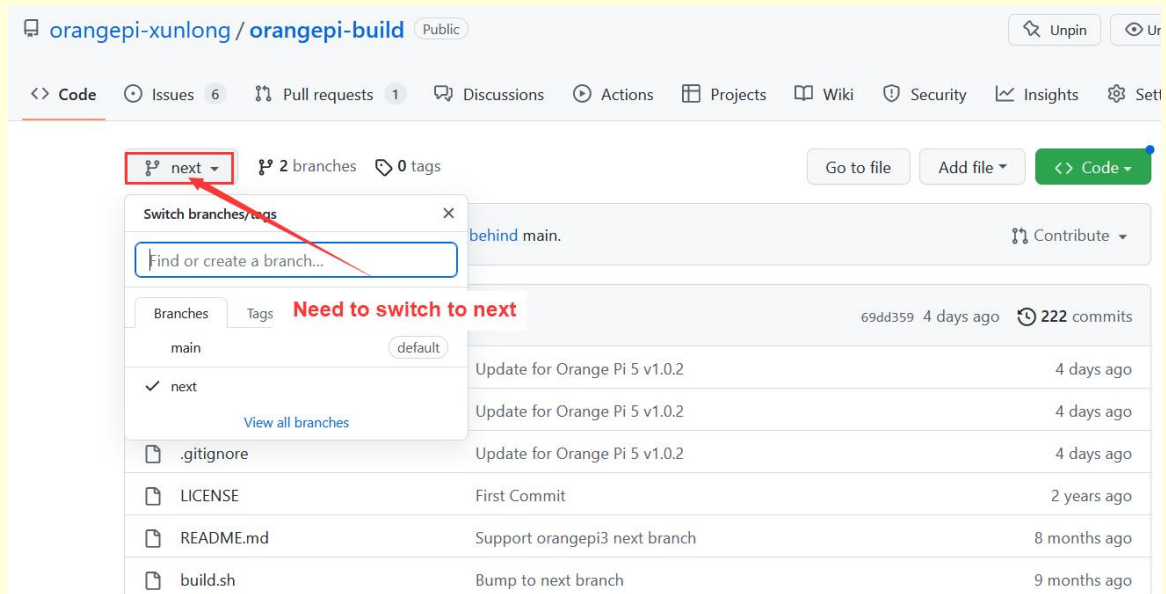 orangepi-xunlong / orangepi-build Public Unpin Un
Code Issues 6 Pull requests 1 Discussions Actions Projects Wiki Security Insights Sett
next 2 branches 0 tags Go to file Add file Code
Switch branches/tags
behind main. Contribute
Find or create a branch...
Branches Tags Need to switch to next 69dd359 4 days ago 222 commits
main default
Update for Orange Pi 5 v1.0.2 4 days ago
next
Update for Orange Pi 5 v1.0.2 4 days ago
View all branches
.gitignore Update for Orange Pi 5 v1.0.2 4 days ago
LICENSE First Commit 2 years ago
README.md Support orangepi3 next branch 8 months ago
build.sh Bump to next branch 9 months ago